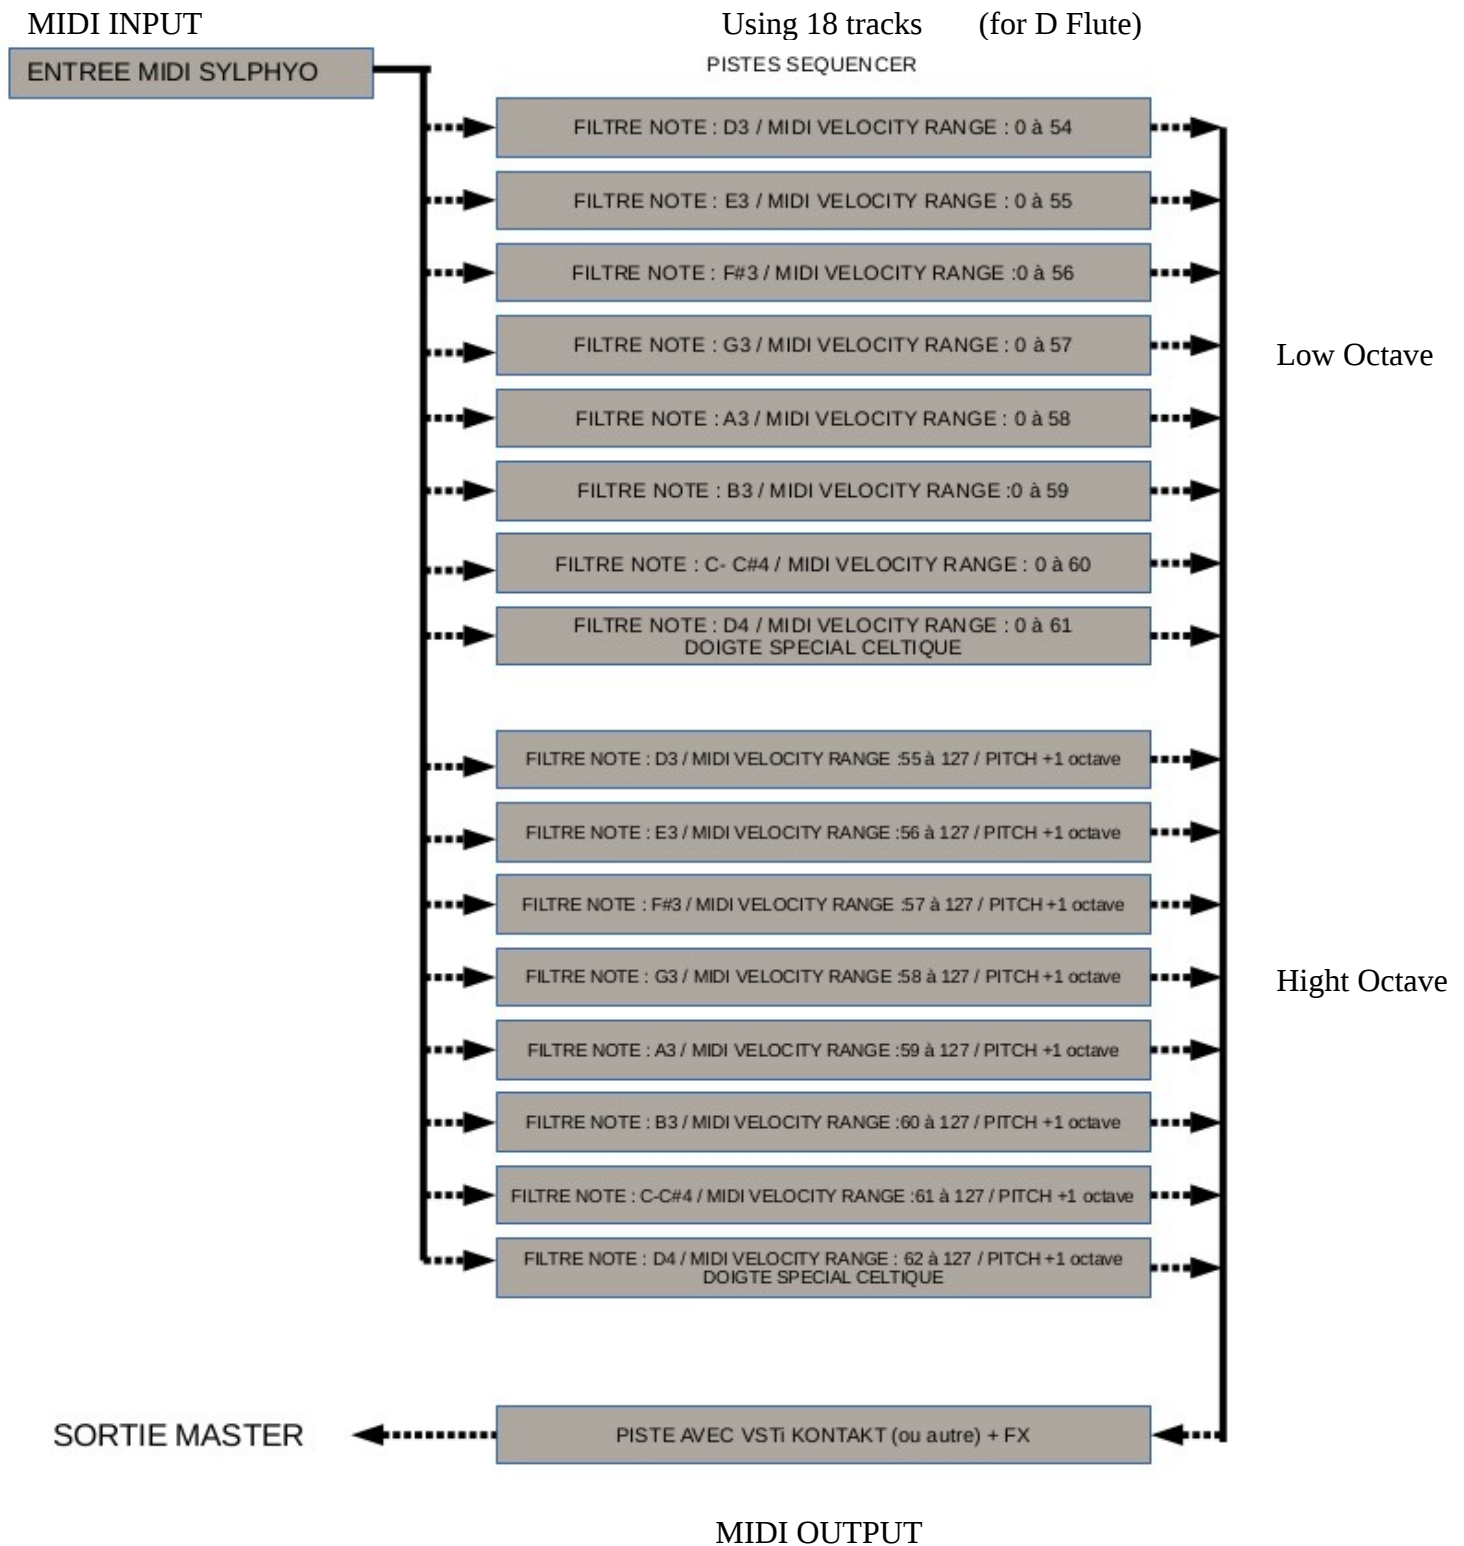 MIDI INPUT
Using 18 tracks (for D Flute)
ENTREE MIDI SYLPHYO
PISTES SEQUENCER
FILTRE NOTE : D3 / MIDI VELOCITY RANGE : 0 à 54
FILTRE NOTE : E3 / MIDI VELOCITY RANGE : 0 à 55
FILTRE NOTE : F#3 / MIDI VELOCITY RANGE :0 à 56
FILTRE NOTE : G3 / MIDI VELOCITY RANGE : 0 à 57
Low Octave
FILTRE NOTE : A3 / MIDI VELOCITY RANGE : 0 à 58
FILTRE NOTE : B3 / MIDI VELOCITY RANGE :0 à 59
FILTRE NOTE : C- C#4 / MIDI VELOCITY RANGE : 0 à 60
FILTRE NOTE : D4 / MIDI VELOCITY RANGE : 0 à 61
DOIGTE SPECIAL CELTIQUE
FILTRE NOTE : D3 / MIDI VELOCITY RANGE :55 à 127 / PITCH +1 octave
FILTRE NOTE : E3 / MIDI VELOCITY RANGE :56 à 127 / PITCH +1 octave
FILTRE NOTE : F#3 / MIDI VELOCITY RANGE :57 à 127 / PITCH +1 octave
FILTRE NOTE : G3 / MIDI VELOCITY RANGE :58 à 127 / PITCH +1 octave
Hight Octave
FILTRE NOTE : A3 / MIDI VELOCITY RANGE :59 à 127 / PITCH +1 octave
FILTRE NOTE : B3 / MIDI VELOCITY RANGE :60 à 127 / PITCH +1 octave
FILTRE NOTE : C-C#4 / MIDI VELOCITY RANGE :61 à 127 / PITCH +1 octave
FILTRE NOTE : D4 / MIDI VELOCITY RANGE : 62 à 127 / PITCH +1 octave
DOIGTE SPECIAL CELTIQUE
SORTIE MASTER
PISTE AVEC VSTi KONTAKT (ou autre) + FX
MIDI OUTPUT